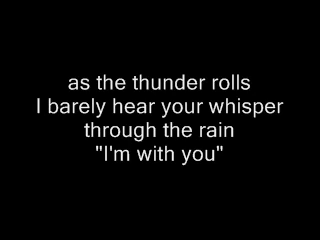 as the thunder rolls
I barely hear your whisper
through the rain
"I'm with you"